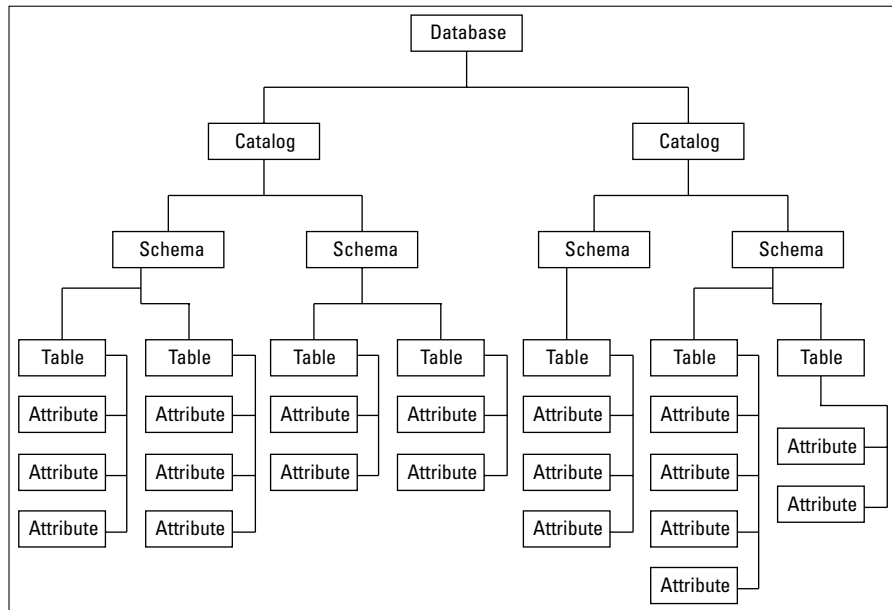 Database
Catalog Catalog
Schema Schema Schema Schema
Table Table Table Table Table Table Table
Attribute Attribute Attribute Attribute Attribute Attribute
Attribute
Attribute Attribute Attribute Attribute Attribute Attribute
Attribute
Attribute Attribute Attribute Attribute
Attribute